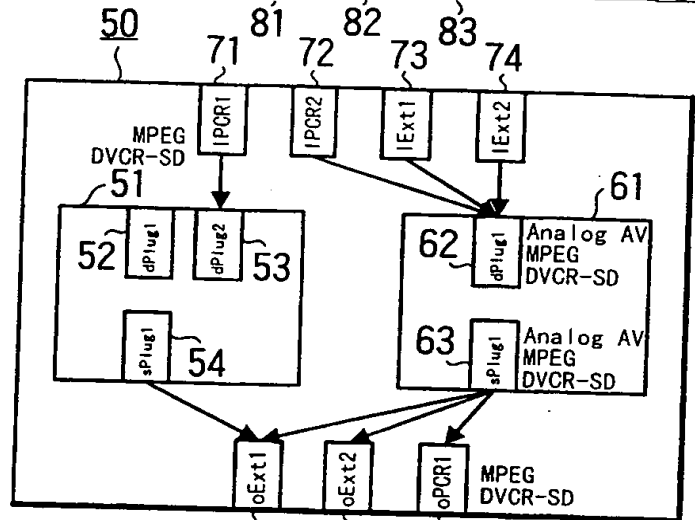 81 82 83
50
71 72 73 74
IPCR1
IPCR2
IExt1
IExt2
MPEG
DVCR-SD
51
61
52
dPlug1
dPlug2
53
62
dPlug1
Analog AV
MPEG
DVCR-SD
sPlug1
54
63
sPlug1
Analog AV
MPEG
DVCR-SD
oExt1
oExt2
oPCR1
MPEG
DVCR-SD